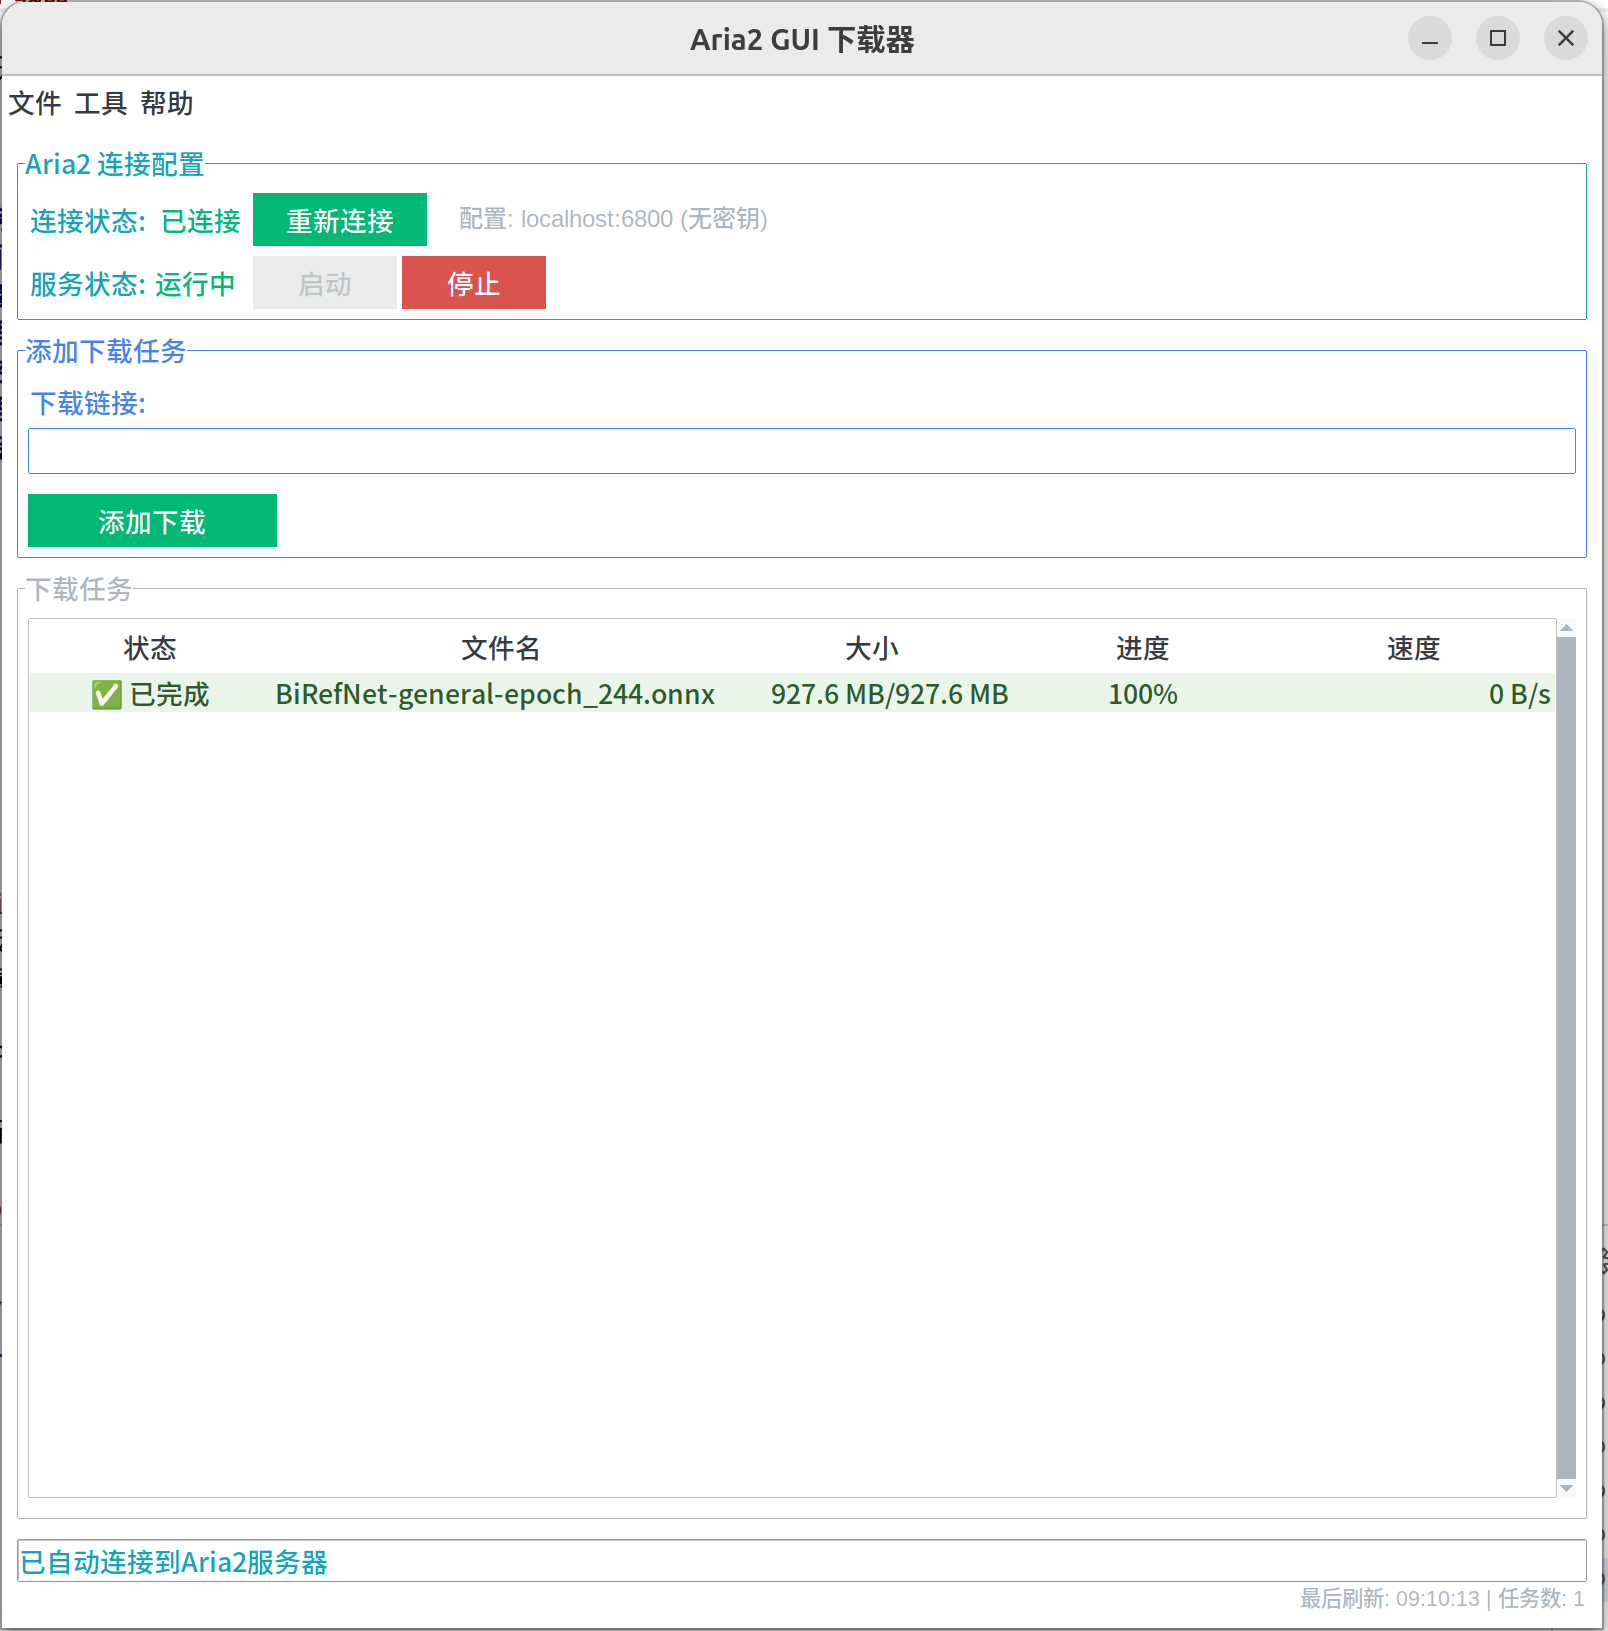 Aria2 GUI 下载器
文件 工具 帮助
Aria2 连接配置
连接状态: 已连接 重新连接 配置: localhost:6800 (无密钥)
服务状态: 运行中 启动 停止
添加下载任务
下载链接:
添加下载
下载任务
状态 文件名 大小 进度 速度
✅ 已完成 BiRefNet-general-epoch_244.onnx 927.6 MB/927.6 MB 100% 0 B/s
已自动连接到Aria2服务器
最后刷新: 09:10:13 | 任务数: 1